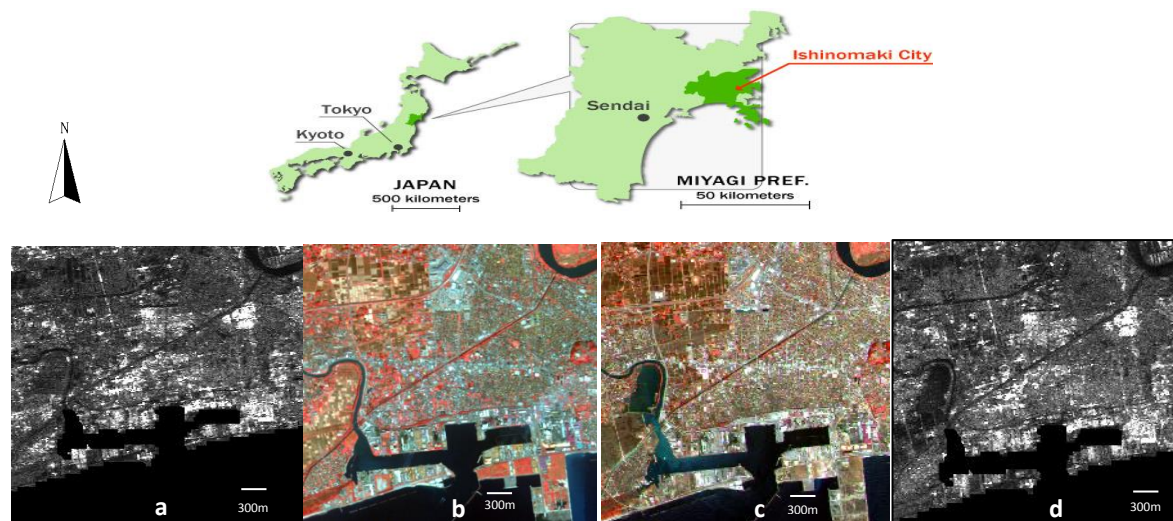 Ishinomaki City
Tokyo
Sendai
N
Kyoto
JAPAN
500 kilometers
MIYAGI PREF.
50 kilometers
a
300m
b
300m
c
300m
d
300m